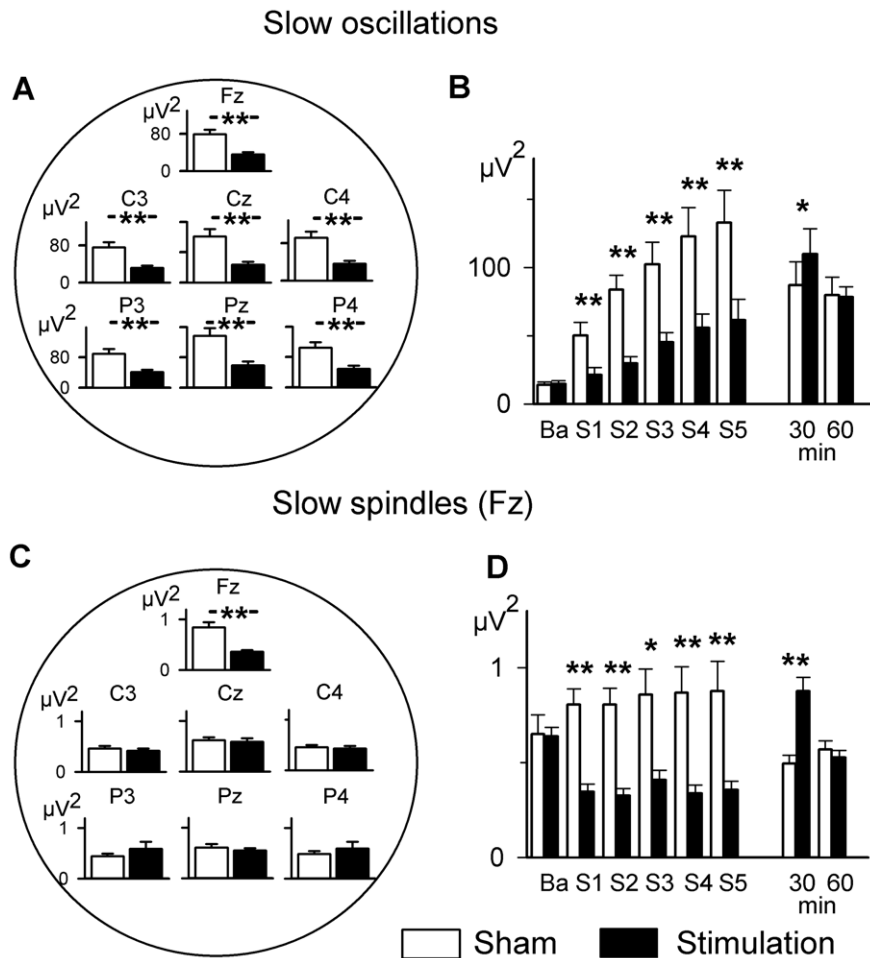 Slow oscillations
A
Fz
µV²
-**-
80
0
C3
Cz
C4
µV²
-**-
-**-
-**-
80
0
P3
Pz
P4
µV²
-**-
-**-
-**-
80
0
B
µV²
**
**
**
**
**
*
100
0
Ba S1 S2 S3 S4 S5 30 60
min
Slow spindles (Fz)
C
Fz
µV²
-**-
1
0
C3
Cz
C4
µV²
1
0
P3
Pz
P4
µV²
1
0
D
µV²
**
**
*
**
**
**
1
0
Ba S1 S2 S3 S4 S5 30 60
min
Sham
Stimulation